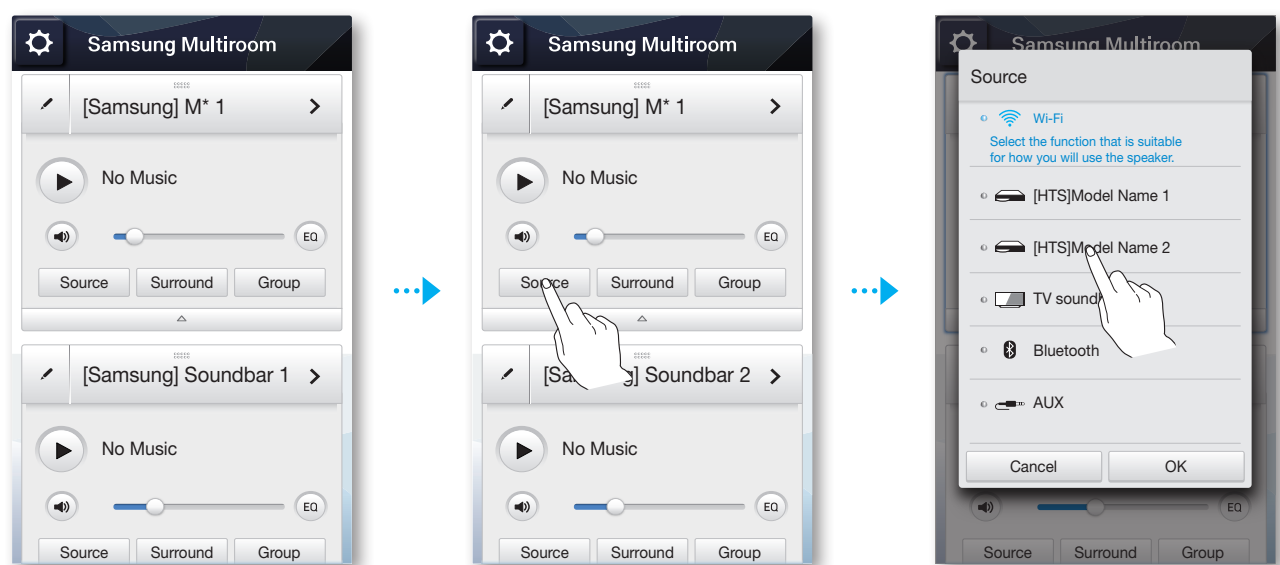 Samsung Multiroom
[Samsung] M* 1
No Music
EQ
Source Surround Group
[Samsung] Soundbar 1
No Music
EQ
Source Surround Group
Samsung Multiroom
[Samsung] M* 1
No Music
EQ
Source Surround Group
[Samsung] Soundbar 2
No Music
EQ
Source Surround Group
Samsung Multiroom
Source
Wi-Fi
Select the function that is suitable
for how you will use the speaker.
[HTS]Model Name 1
[HTS]Model Name 2
TV sound
Bluetooth
AUX
Cancel OK
EQ
Source Surround Group